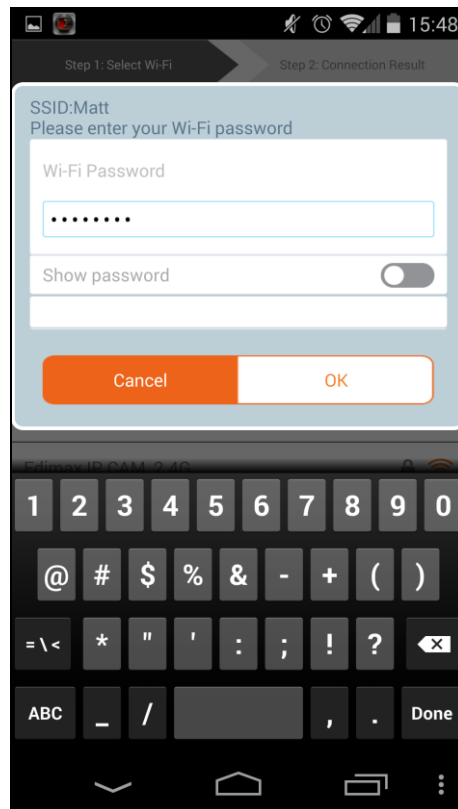 15:48
Step 1: Select Wi-Fi Step 2: Connection Result
SSID:Matt
Please enter your Wi-Fi password
Wi-Fi Password
••••••••
Show password
Cancel OK
Edimax IP CAM 2.4G
1 2 3 4 5 6 7 8 9 0
@ # $ % & - + ( )
= \ < * " ' : ; ! ?
ABC _ / , . Done